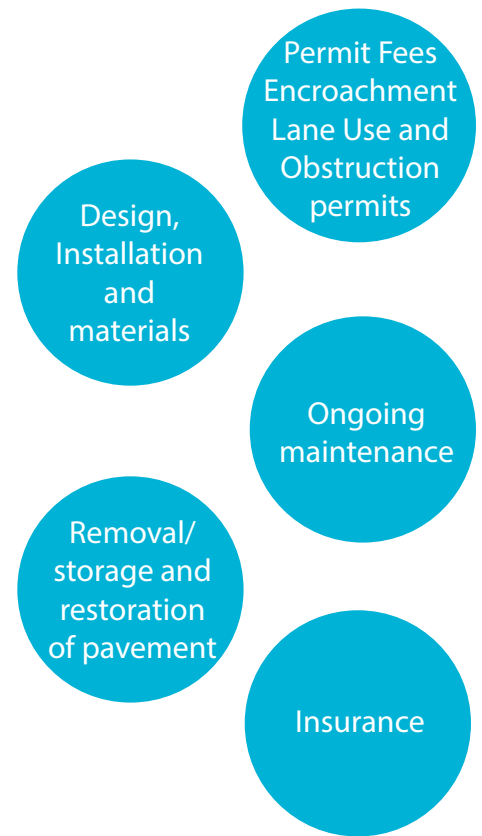 Permit Fees
Encroachment
Lane Use and
Obstruction
permits
Design,
Installation
and
materials
Ongoing
maintenance
Removal/
storage and
restoration
of pavement
Insurance